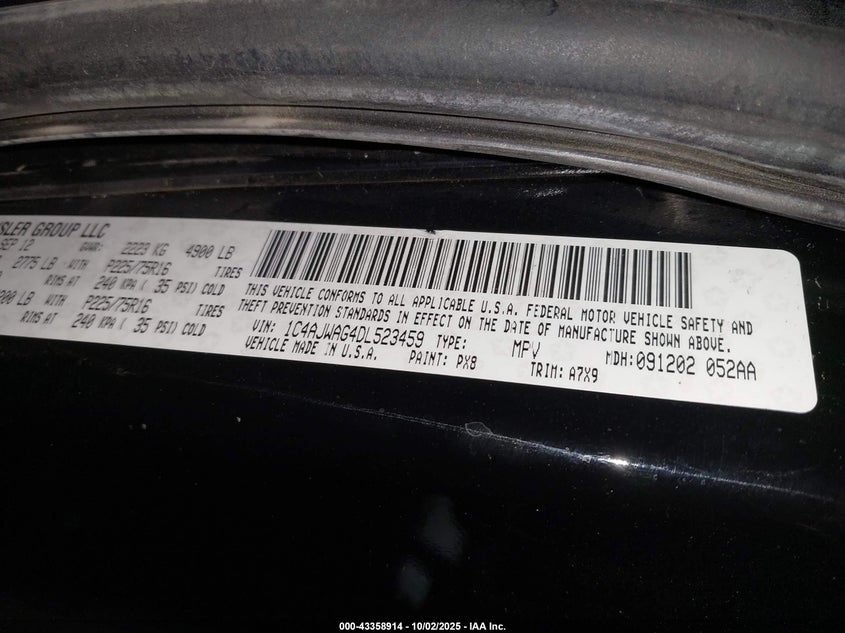 SLER GROUP LLC
SEP 12 GVWR: 2223 KG 4900 LB
2775 LB WITH P225/75R16 TIRES
RIMS AT 240 KPA ( 35 PSI) COLD
200 LB WITH P225/75R16 TIRES
RIMS AT 240 KPA ( 35 PSI) COLD
THIS VEHICLE CONFORMS TO ALL APPLICABLE U.S.A. FEDERAL MOTOR VEHICLE SAFETY AND
THEFT PREVENTION STANDARDS IN EFFECT ON THE DATE OF MANUFACTURE SHOWN ABOVE.
VIN: 1C4AJWAG4DL523459 TYPE: MPV MDH: 091202 052AA
VEHICLE MADE IN U.S.A. PAINT: PX8 TRIM: A7X9
000-43358914 - 10/02/2025 - IAA Inc.